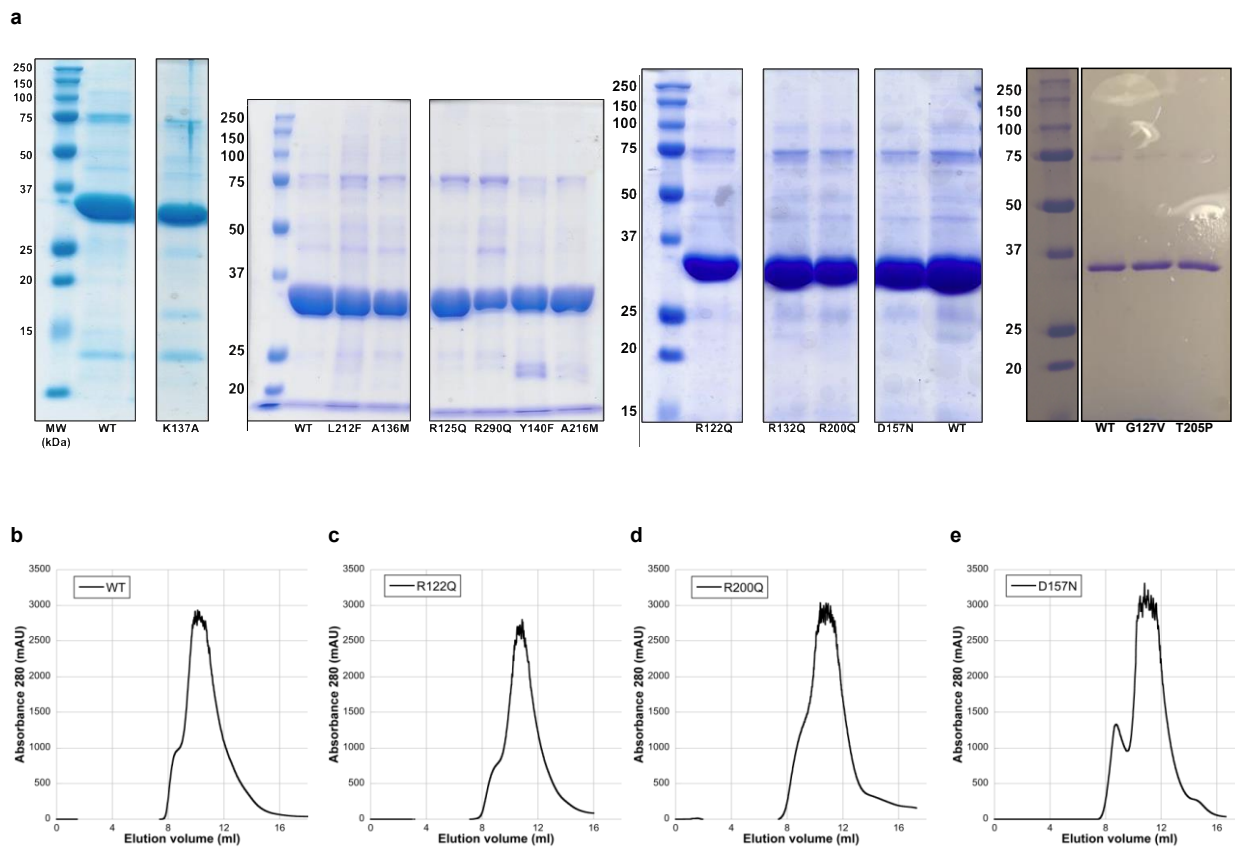 a
250
150
100
75
50
37
25
20
15
MW
(kDa)
WT
K137A
250
150
100
75
50
37
25
20
WT L212F A136M
R125Q R290Q Y140F A216M
250
150
100
75
50
37
25
20
15
R122Q
R132Q R200Q
D157N WT
250
150
100
75
50
37
25
20
WT G127V T205P
b
WT
Absorbance 280 (mAU)
3500
3000
2500
2000
1500
1000
500
0
0 4 8 12 16
Elution volume (ml)
c
R122Q
Absorbance 280 (mAU)
3500
3000
2500
2000
1500
1000
500
0
0 4 8 12 16
Elution volume (ml)
d
R200Q
Absorbance 280 (mAU)
3500
3000
2500
2000
1500
1000
500
0
0 4 8 12 16
Elution volume (ml)
e
D157N
Absorbance 280 (mAU)
3500
3000
2500
2000
1500
1000
500
0
0 4 8 12 16
Elution volume (ml)